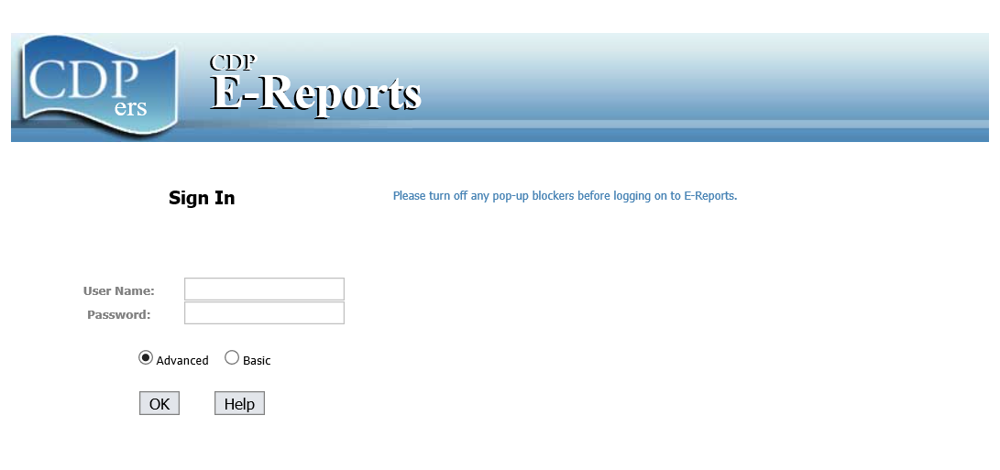 CDP
ers
CDP
E-Reports
Sign In
Please turn off any pop-up blockers before logging on to E-Reports.
User Name:
Password:
Advanced Basic
OK Help